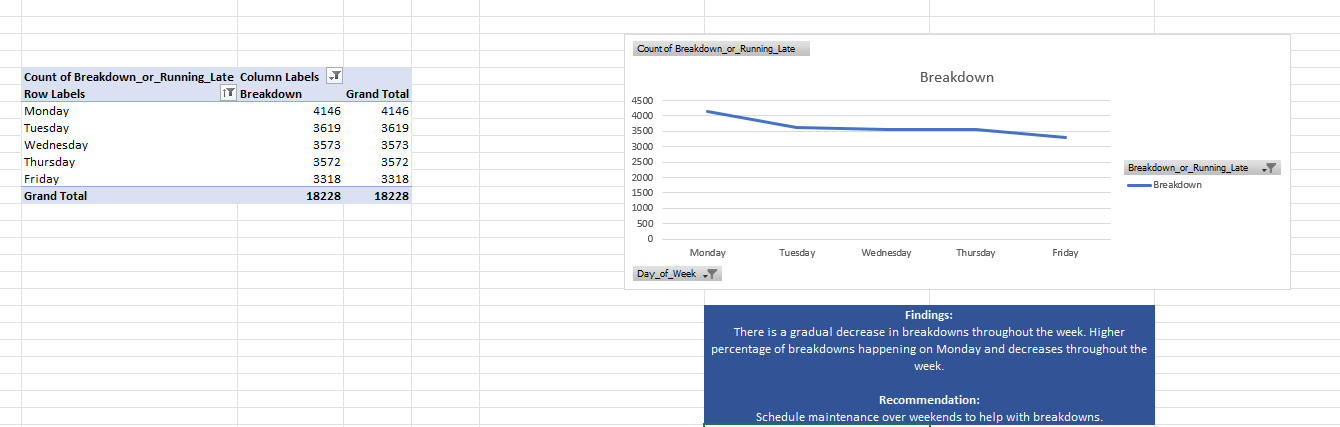 Count of Breakdown_or_Running_Late Column Labels
Row Labels Breakdown Grand Total
Monday 4146 4146
Tuesday 3619 3619
Wednesday 3573 3573
Thursday 3572 3572
Friday 3318 3318
Grand Total 18228 18228
Count of Breakdown_or_Running_Late
Breakdown
4500
4000
3500
3000
2500
2000
1500
1000
500
0
Monday Tuesday Wednesday Thursday Friday
Breakdown_or_Running_Late
Breakdown
Day_of_Week
Findings:
There is a gradual decrease in breakdowns throughout the week. Higher
percentage of breakdowns happening on Monday and decreases throughout the
week.
Recommendation:
Schedule maintenance over weekends to help with breakdowns.